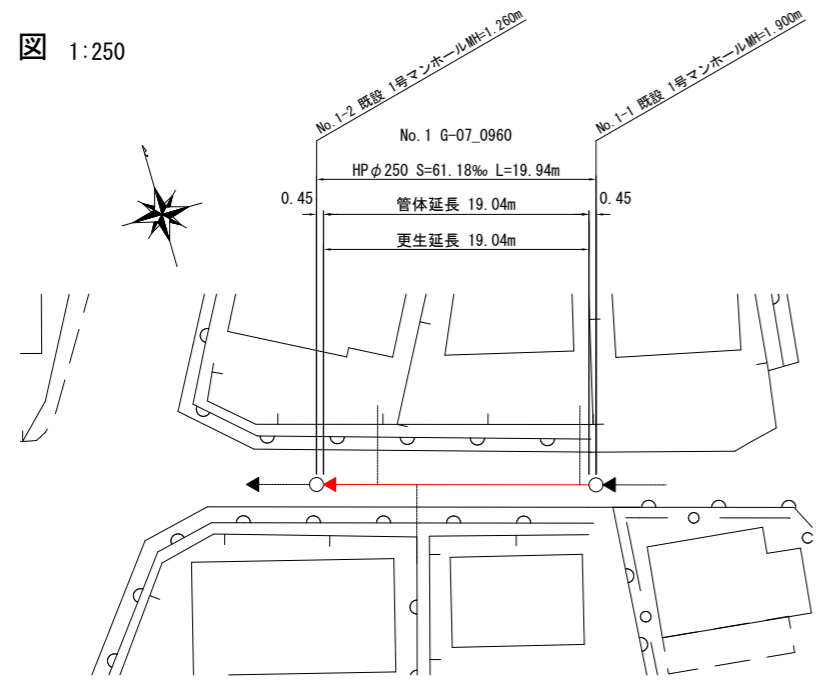 図 1:250
No.1-2 既設 1号マンホールMH=1.260m
No.1-1 既設 1号マンホールMH=1.900m
No.1 G-07_0960
HPφ250 S=61.18‰ L=19.94m
0.45
管体延長 19.04m
0.45
更生延長 19.04m